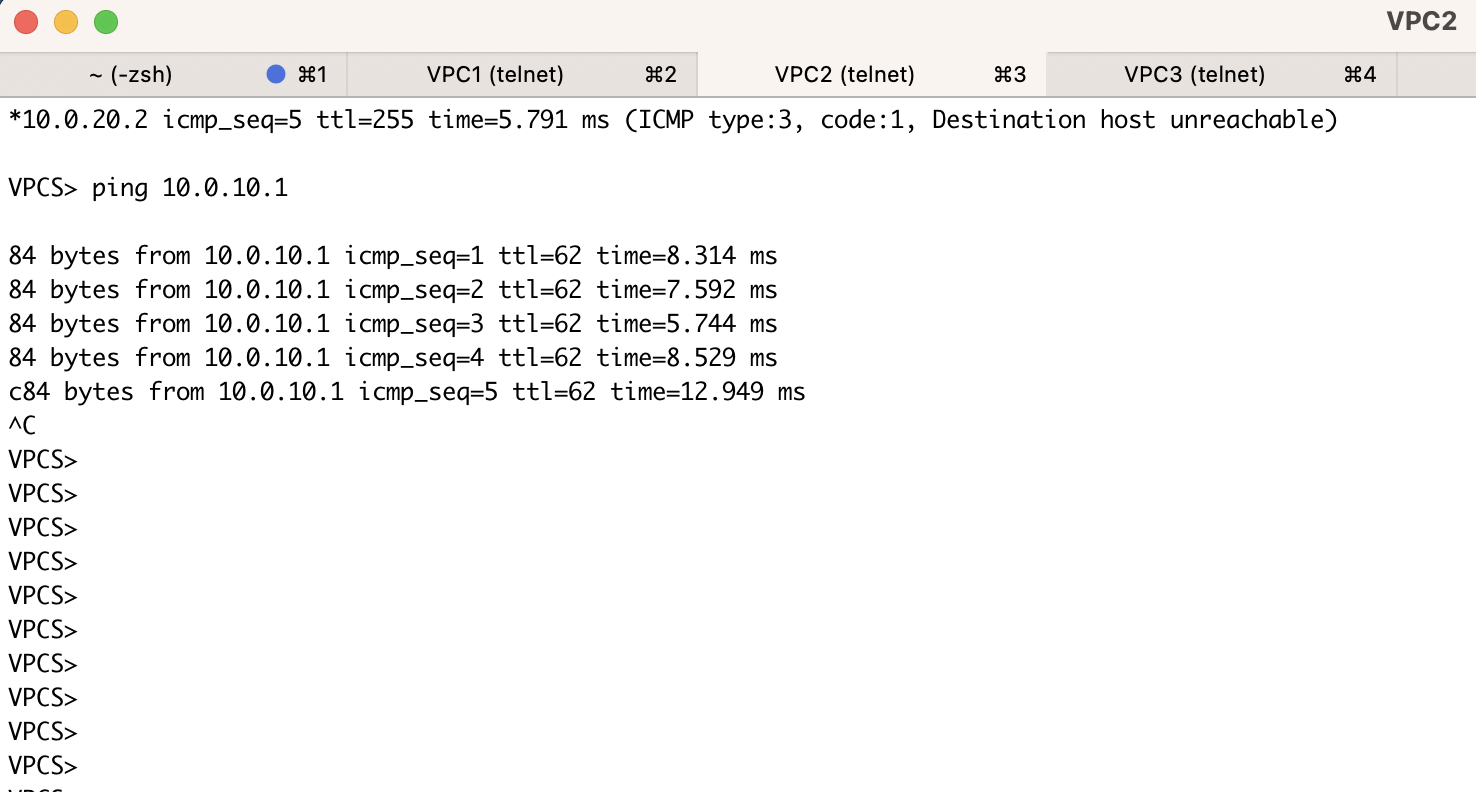 VPC2
~ (-zsh) ⌘1 VPC1 (telnet) ⌘2 VPC2 (telnet) ⌘3 VPC3 (telnet) ⌘4
*10.0.20.2 icmp_seq=5 ttl=255 time=5.791 ms (ICMP type:3, code:1, Destination host unreachable)
VPCS> ping 10.0.10.1
84 bytes from 10.0.10.1 icmp_seq=1 ttl=62 time=8.314 ms
84 bytes from 10.0.10.1 icmp_seq=2 ttl=62 time=7.592 ms
84 bytes from 10.0.10.1 icmp_seq=3 ttl=62 time=5.744 ms
84 bytes from 10.0.10.1 icmp_seq=4 ttl=62 time=8.529 ms
c84 bytes from 10.0.10.1 icmp_seq=5 ttl=62 time=12.949 ms
^C
VPCS>
VPCS>
VPCS>
VPCS>
VPCS>
VPCS>
VPCS>
VPCS>
VPCS>
VPCS>